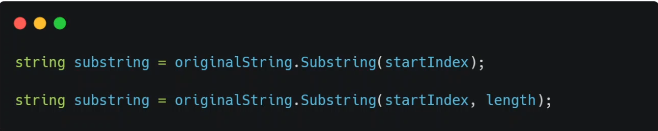 string substring = originalString.Substring(startIndex);
string substring = originalString.Substring(startIndex, length);